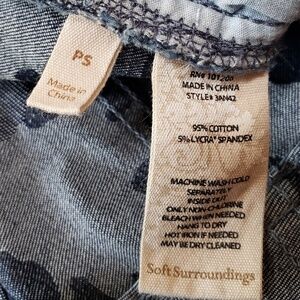 PS
Made in
China
RN# 101288
MADE IN CHINA
STYLE# 3AN42
95% COTTON
5% LYCRA® SPANDEX
MACHINE WASH COLD
SEPARATELY
INSIDE OUT
ONLY NON-CHLORINE
BLEACH WHEN NEEDED
HANG TO DRY
HOT IRON IF NEEDED
MAY BE DRY CLEANED
Soft Surroundings